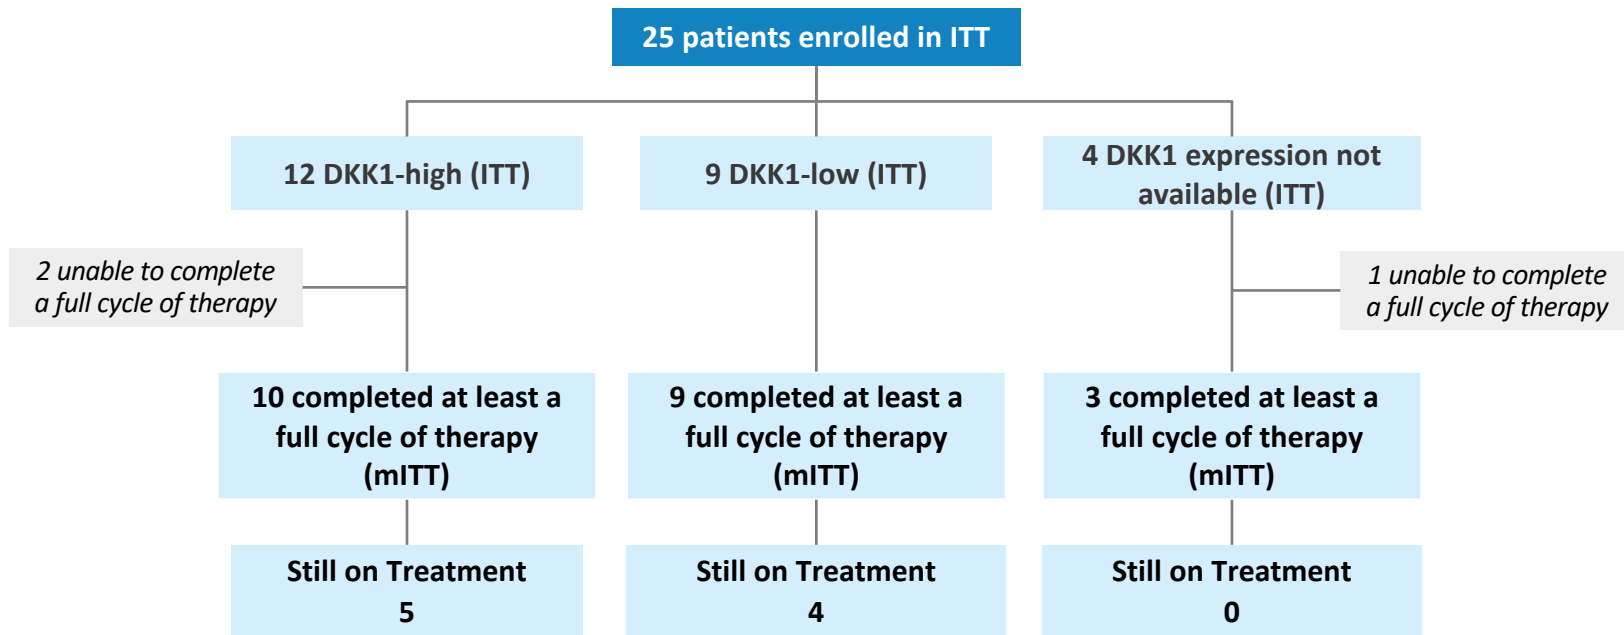 25 patients enrolled in ITT
12 DKK1-high (ITT)
9 DKK1-low (ITT)
4 DKK1 expression not
available (ITT)
2 unable to complete
a full cycle of therapy
1 unable to complete
a full cycle of therapy
10 completed at least a
full cycle of therapy
(mITT)
9 completed at least a
full cycle of therapy
(mITT)
3 completed at least a
full cycle of therapy
(mITT)
Still on Treatment
5
Still on Treatment
4
Still on Treatment
0